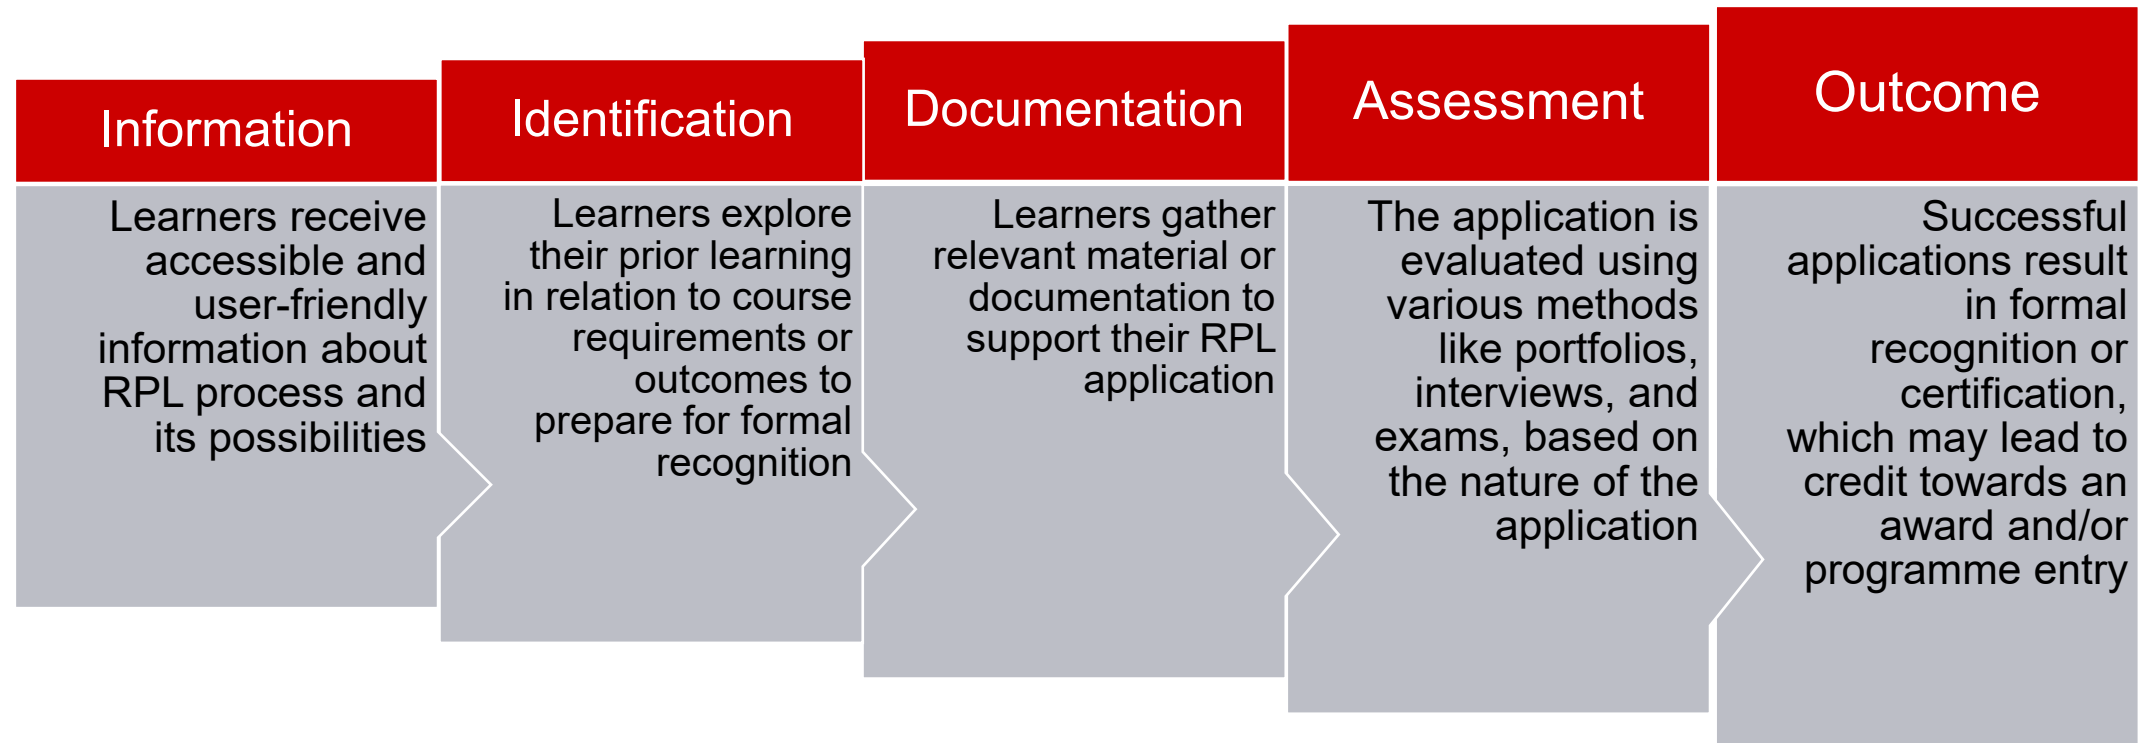 Information
Learners receive
accessible and
user-friendly
information about
RPL process and
its possibilities
Identification
Learners explore
their prior learning
in relation to course
requirements or
outcomes to
prepare for formal
recognition
Documentation
Learners gather
relevant material or
documentation to
support their RPL
application
Assessment
The application is
evaluated using
various methods
like portfolios,
interviews, and
exams, based on
the nature of the
application
Outcome
Successful
applications result
in formal
recognition or
certification,
which may lead to
credit towards an
award and/or
programme entry